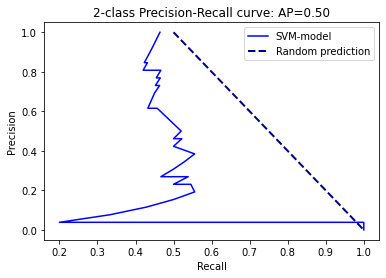 2-class Precision-Recall curve: AP=0.50
SVM-model
Random prediction
Precision
1.0
0.8
0.6
0.4
0.2
0.0
0.2 0.3 0.4 0.5 0.6 0.7 0.8 0.9 1.0
Recall